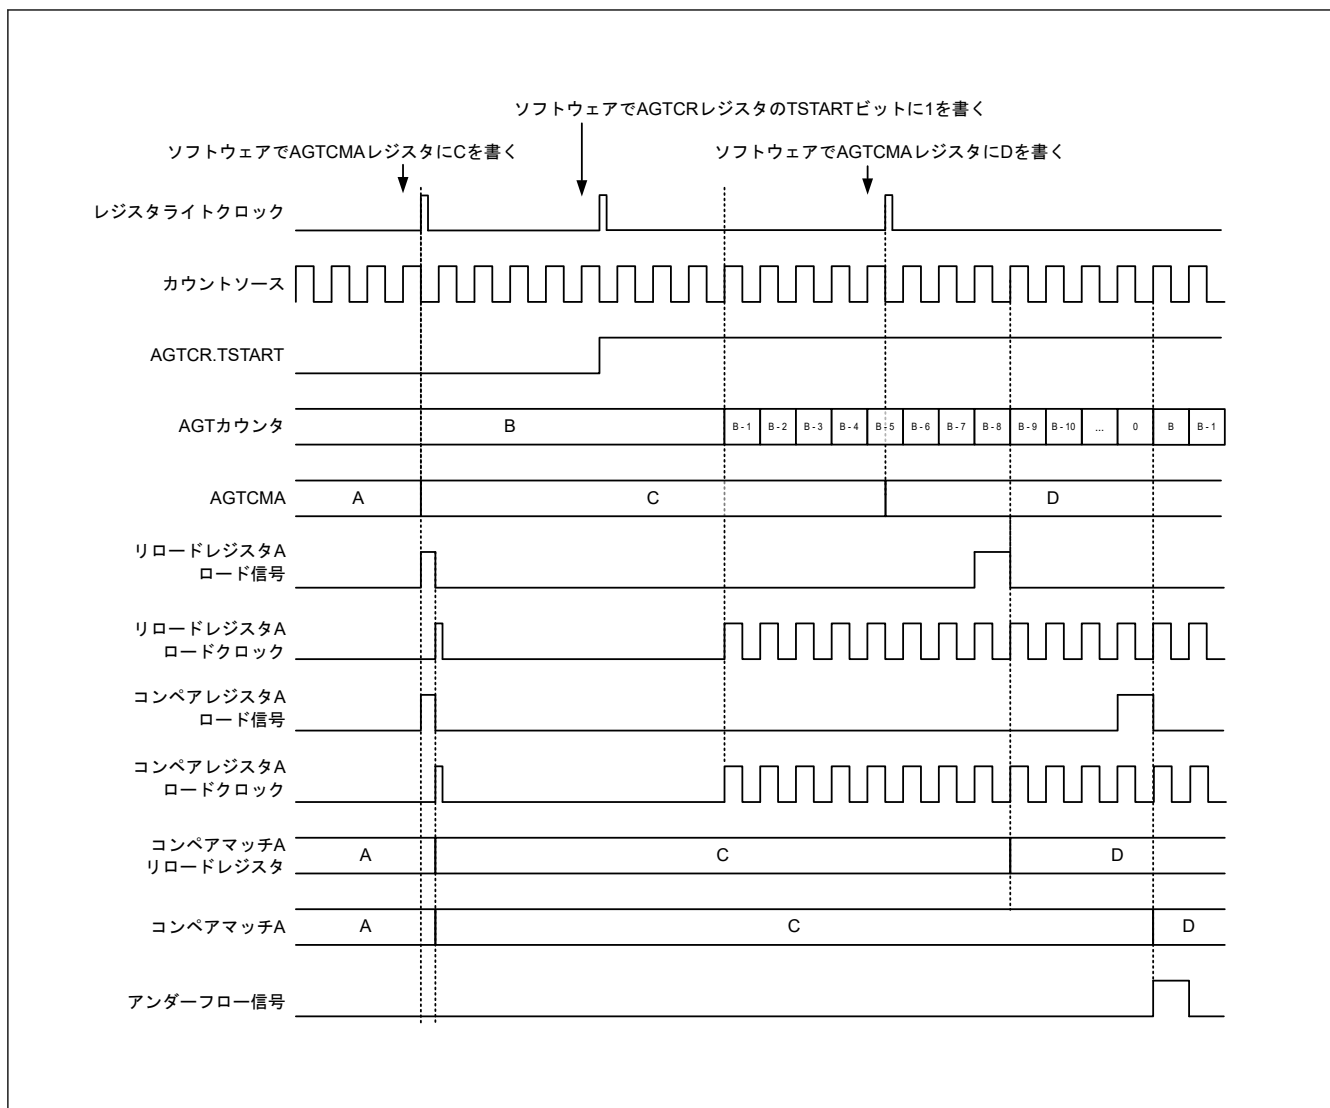 ソフトウェアでAGTCRレジスタのTSTARTビットに1を書く
ソフトウェアでAGTCMAレジスタにCを書く
ソフトウェアでAGTCMAレジスタにDを書く
レジスタライトクロック
カウントソース
AGTCR.TSTART
AGTカウンタ
B
B - 1
B - 2
B - 3
B - 4
B - 5
B - 6
B - 7
B - 8
B - 9
B - 10
...
0
B
B - 1
AGTCMA
A
C
D
リロードレジスタA
ロード信号
リロードレジスタA
ロードクロック
コンペアレジスタA
ロード信号
コンペアレジスタA
ロードクロック
コンペアマッチA
リロードレジスタ
A
C
D
コンペアマッチA
A
C
D
アンダーフロー信号